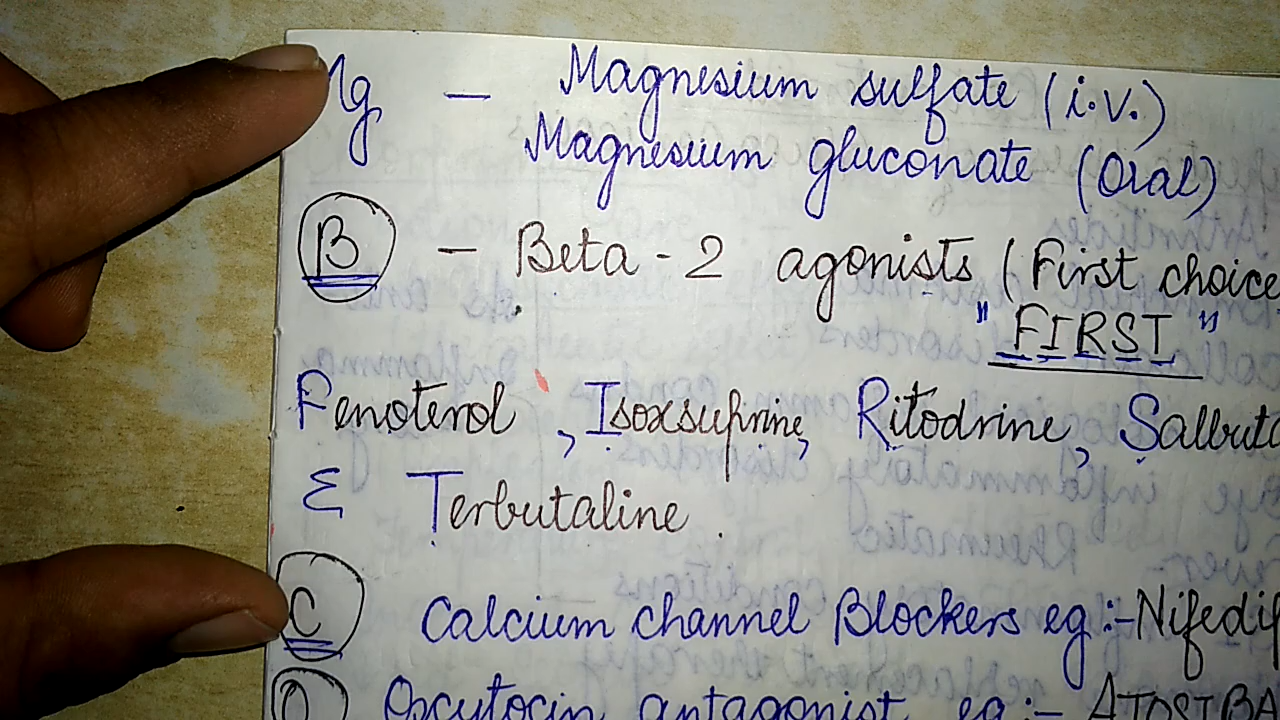 Mg – Magnesium sulfate (i.v.)
Magnesium gluconate (Oral)
B – Beta-2 agonists (First choice
"FIRST"
Fenoterol, Isoxsuprine, Ritodrine, Salbuta
& Terbutaline.
C Calcium channel Blockers eg:- Nifedip
O Oxytocin antagonist eg:- ATOSIBA